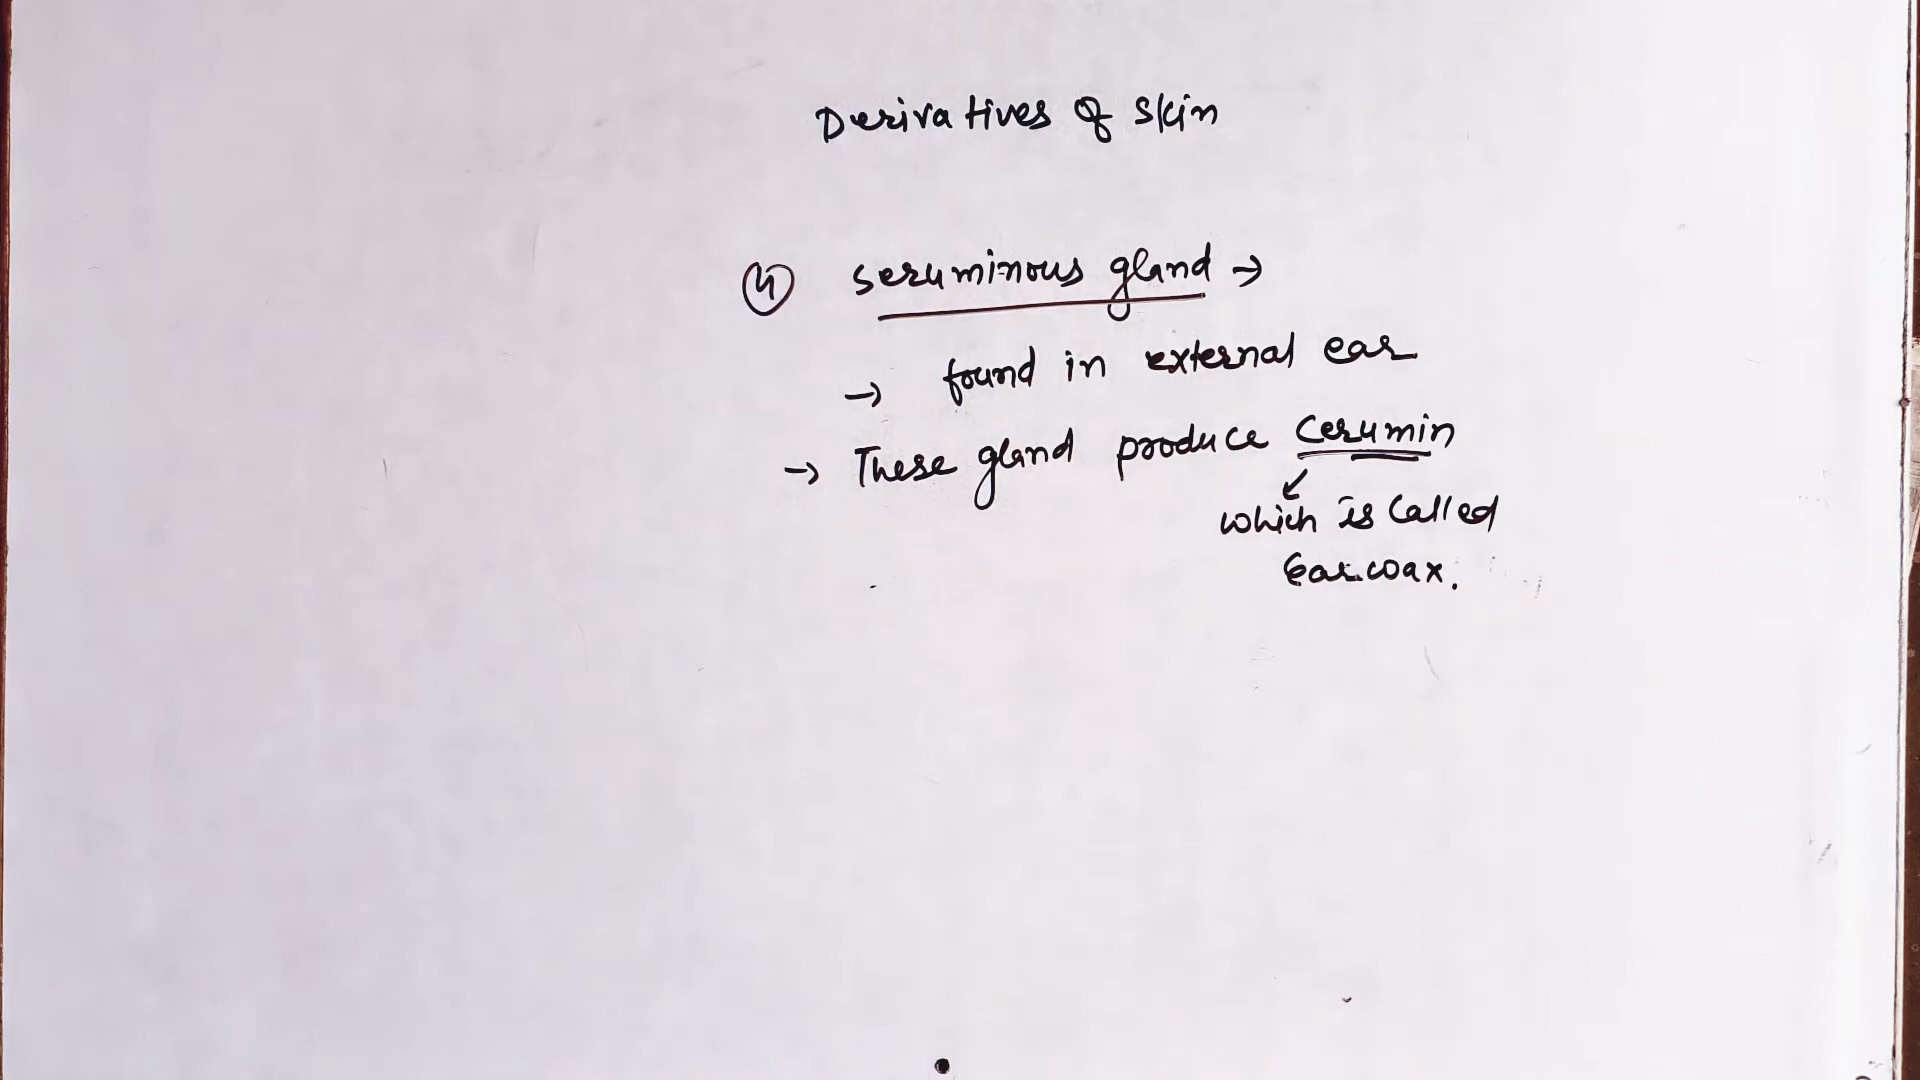 Derivatives of skin
④ seruminous gland →
→ found in external ear
→ These gland produce cerumin
↙
which is called
Ear wax.